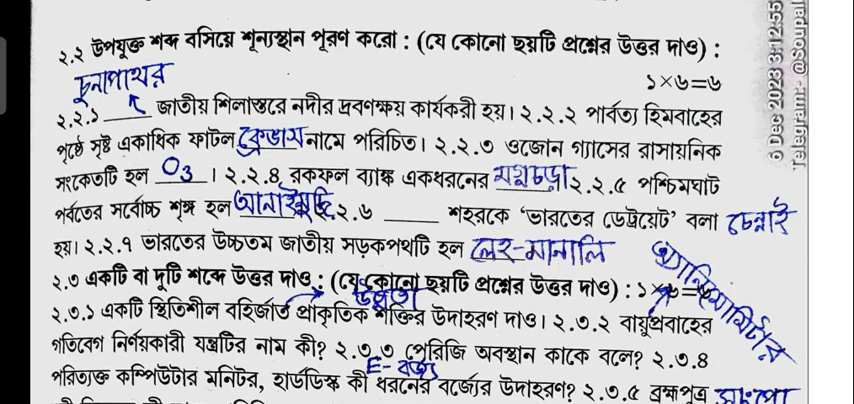 ২.২ উপযুক্ত শব্দ বসিয়ে শূন্যস্থান পূরণ করো : (যে কোনো ছয়টি প্রশ্নের উত্তর দাও) :
১×৬=৬
চুনাপাথর
২.২.১ ____ জাতীয় শিলাস্তরে নদীর দ্রবণক্ষয় কার্যকরী হয়। ২.২.২ পার্বত্য হিমবাহের
পৃষ্ঠে সৃষ্ট একাধিক ফাটল ক্রেভাস নামে পরিচিত। ২.২.৩ ওজোন গ্যাসের রাসায়নিক
সংকেতটি হল O3 । ২.২.৪ রকফল ব্যাঙ্ক একধরনের মগ্নচড়া ২.২.৫ পশ্চিমঘাট
পর্বতের সর্বোচ্চ শৃঙ্গ হল আনাইমুদি ২.২.৬ ____ শহরকে ‘ভারতের ডেট্রয়েট’ বলা চেন্নাই
হয়। ২.২.৭ ভারতের উচ্চতম জাতীয় সড়কপথটি হল লেহ-মানালি
২.৩ একটি বা দুটি শব্দে উত্তর দাও : (যে কোনো ছয়টি প্রশ্নের উত্তর দাও) : ১×৬=৬
অ্যানিমোমিটার
২.৩.১ একটি স্থিতিশীল বহির্জাত প্রাকৃতিক শক্তির উদাহরণ দাও। ২.৩.২ বায়ুপ্রবাহের
গতিবেগ নির্ণয়কারী যন্ত্রটির নাম কী? ২.৩.৩ পেরিজি অবস্থান কাকে বলে? ২.৩.৪
E-বর্জ্য
পরিত্যক্ত কম্পিউটার মনিটর, হার্ডডিস্ক কী ধরনের বর্জ্যের উদাহরণ? ২.৩.৫ ব্রহ্মপুত্র সাংপো
6 Dec 2023 3:12:55
Telegram:- @Soupal